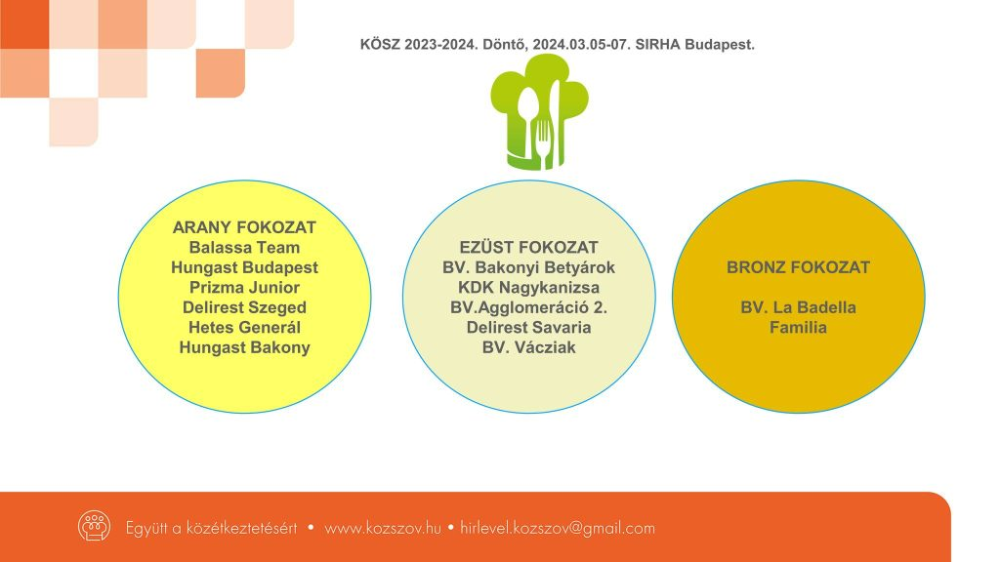 KÖSZ 2023-2024. Döntő, 2024.03.05-07. SIRHA Budapest.
ARANY FOKOZAT
Balassa Team
Hungast Budapest
Prizma Junior
Delirest Szeged
Hetes Generál
Hungast Bakony
EZÜST FOKOZAT
BV. Bakonyi Betyárok
KDK Nagykanizsa
BV.Agglomeráció 2.
Delirest Savaria
BV. Vácziak
BRONZ FOKOZAT
BV. La Badella
Familia
Együtt a közétkeztetésért • www.kozszov.hu • hirlevel.kozszov@gmail.com